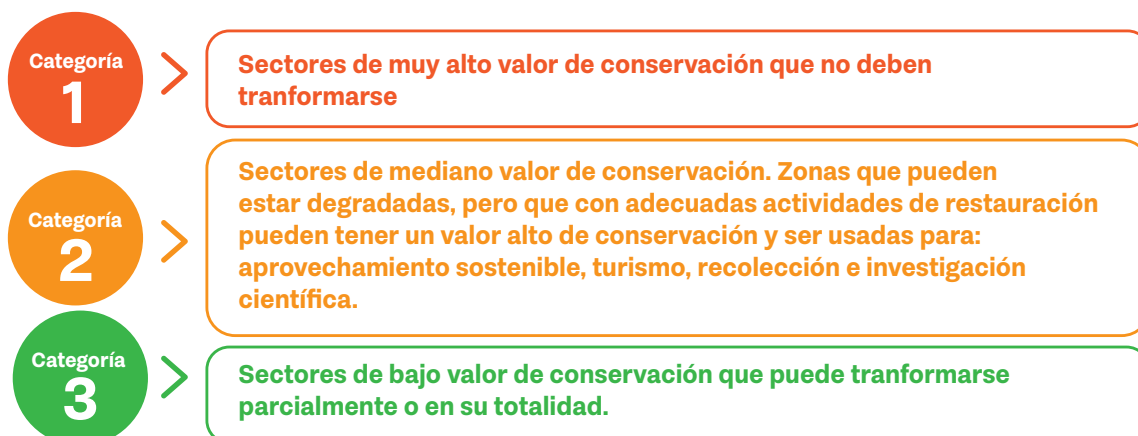 Categoría
1
Sectores de muy alto valor de conservación que no deben
tranformarse
Categoría
2
Sectores de mediano valor de conservación. Zonas que pueden
estar degradadas, pero que con adecuadas actividades de restauración
pueden tener un valor alto de conservación y ser usadas para:
aprovechamiento sostenible, turismo, recolección e investigación
científica.
Categoría
3
Sectores de bajo valor de conservación que puede tranformarse
parcialmente o en su totalidad.